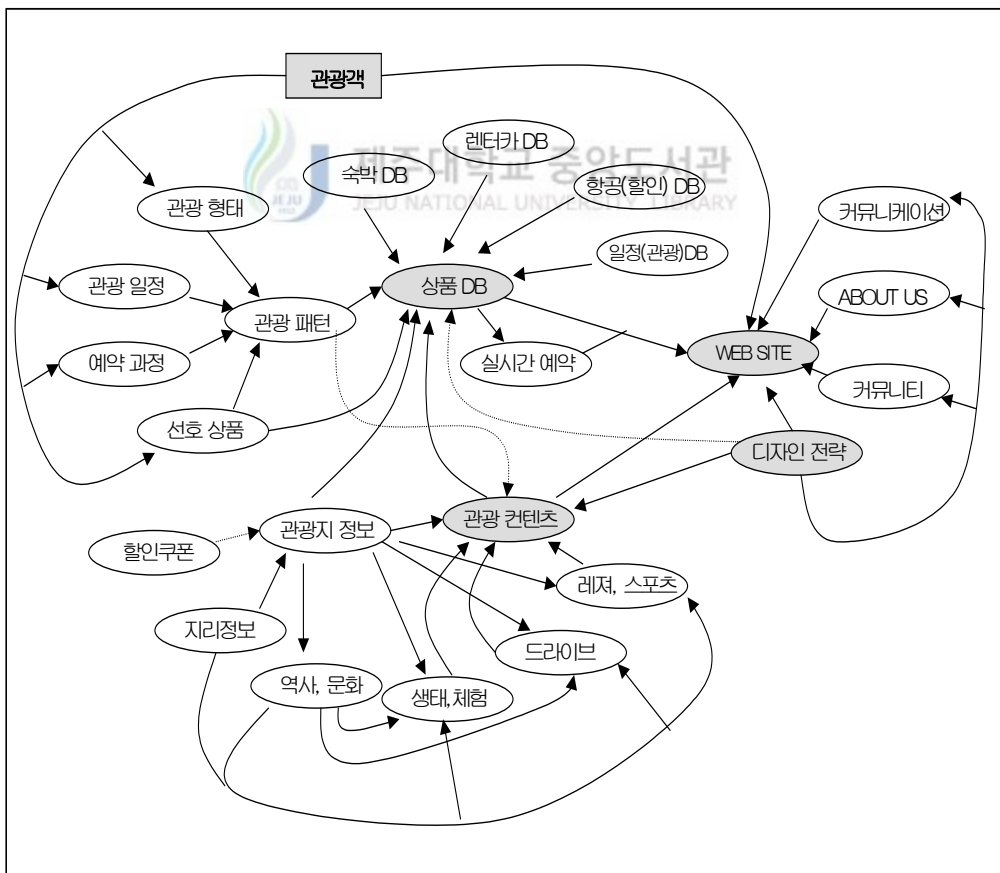 관광객
제주대학교 중앙도서관
JEJU NATIONAL UNIVERSITY LIBRARY
JEJU
1952
렌터카 DB
숙박 DB
항공(할인) DB
관광 형태
커뮤니케이션
일정(관광)DB
관광 일정
상품 DB
ABOUT US
관광 패턴
WEB SITE
예약 과정
실시간 예약
커뮤니티
선호 상품
디자인 전략
관광지 정보
관광 컨텐츠
할인쿠폰
레져, 스포츠
지리정보
드라이브
역사, 문화
생태,체험